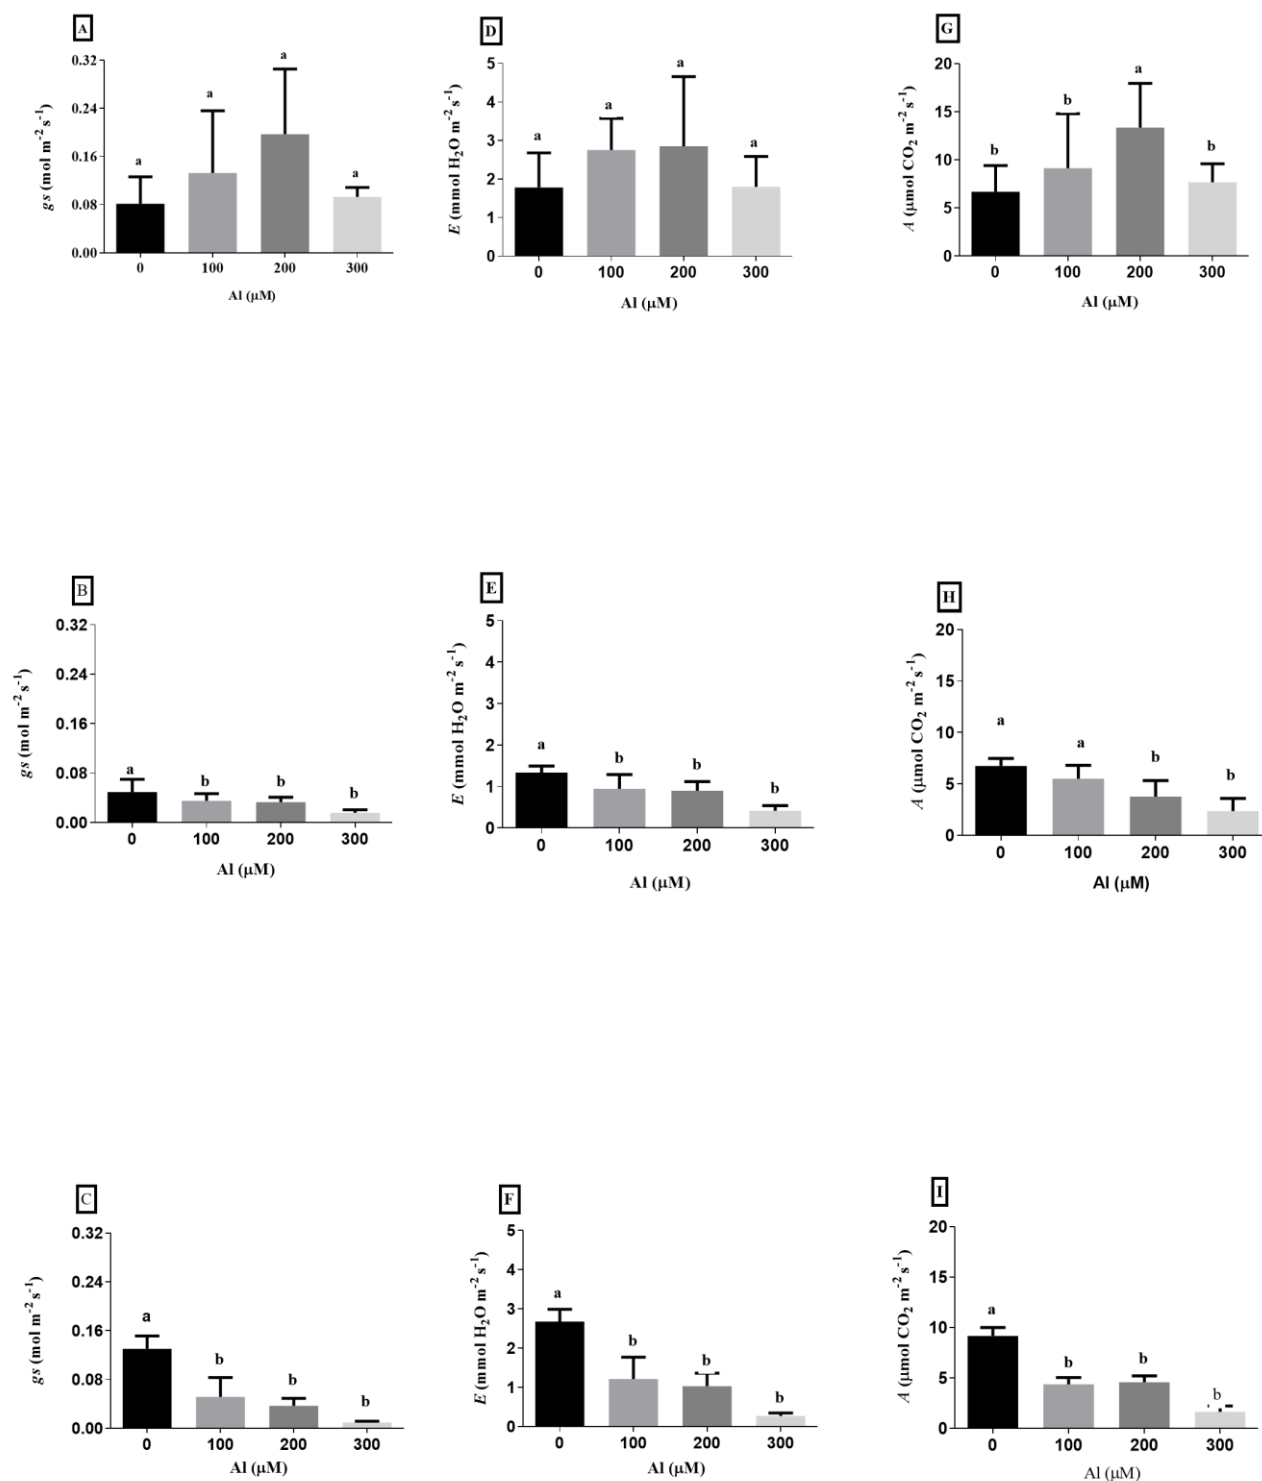 A
0.32
0.24
0.16
0.08
0.00
gs (mol m⁻² s⁻¹)
a
a
a
a
0 100 200 300
Al (μM)
D
5
4
3
2
1
0
E (mmol H₂O m⁻² s⁻¹)
a
a
a
a
0 100 200 300
Al (μM)
G
20
15
10
5
0
A (μmol CO₂ m⁻² s⁻¹)
b
b
a
b
0 100 200 300
Al (μM)
B
0.32
0.24
0.16
0.08
0.00
gs (mol m⁻² s⁻¹)
a
b
b
b
0 100 200 300
Al (μM)
E
5
4
3
2
1
0
E (mmol H₂O m⁻² s⁻¹)
a
b
b
b
0 100 200 300
Al (μM)
H
20
15
10
5
0
A (μmol CO₂ m⁻² s⁻¹)
a
a
b
b
0 100 200 300
Al (μM)
C
0.32
0.24
0.16
0.08
0.00
gs (mol m⁻² s⁻¹)
a
b
b
b
0 100 200 300
Al (μM)
F
5
4
3
2
1
0
E (mmol H₂O m⁻² s⁻¹)
a
b
b
b
0 100 200 300
Al (μM)
I
20
15
10
5
0
A (μmol CO₂ m⁻² s⁻¹)
a
b
b
b
0 100 200 300
Al (μM)